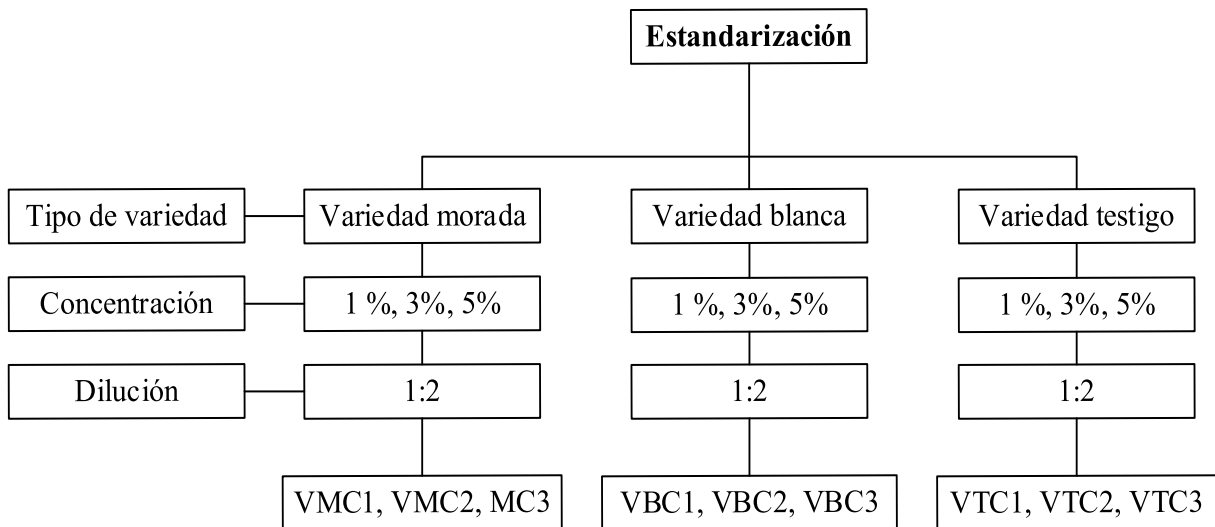 Estandarización
Tipo de variedad
Variedad morada
Variedad blanca
Variedad testigo
Concentración
1 %, 3%, 5%
1 %, 3%, 5%
1 %, 3%, 5%
Dilución
1:2
1:2
1:2
VMC1, VMC2, MC3
VBC1, VBC2, VBC3
VTC1, VTC2, VTC3